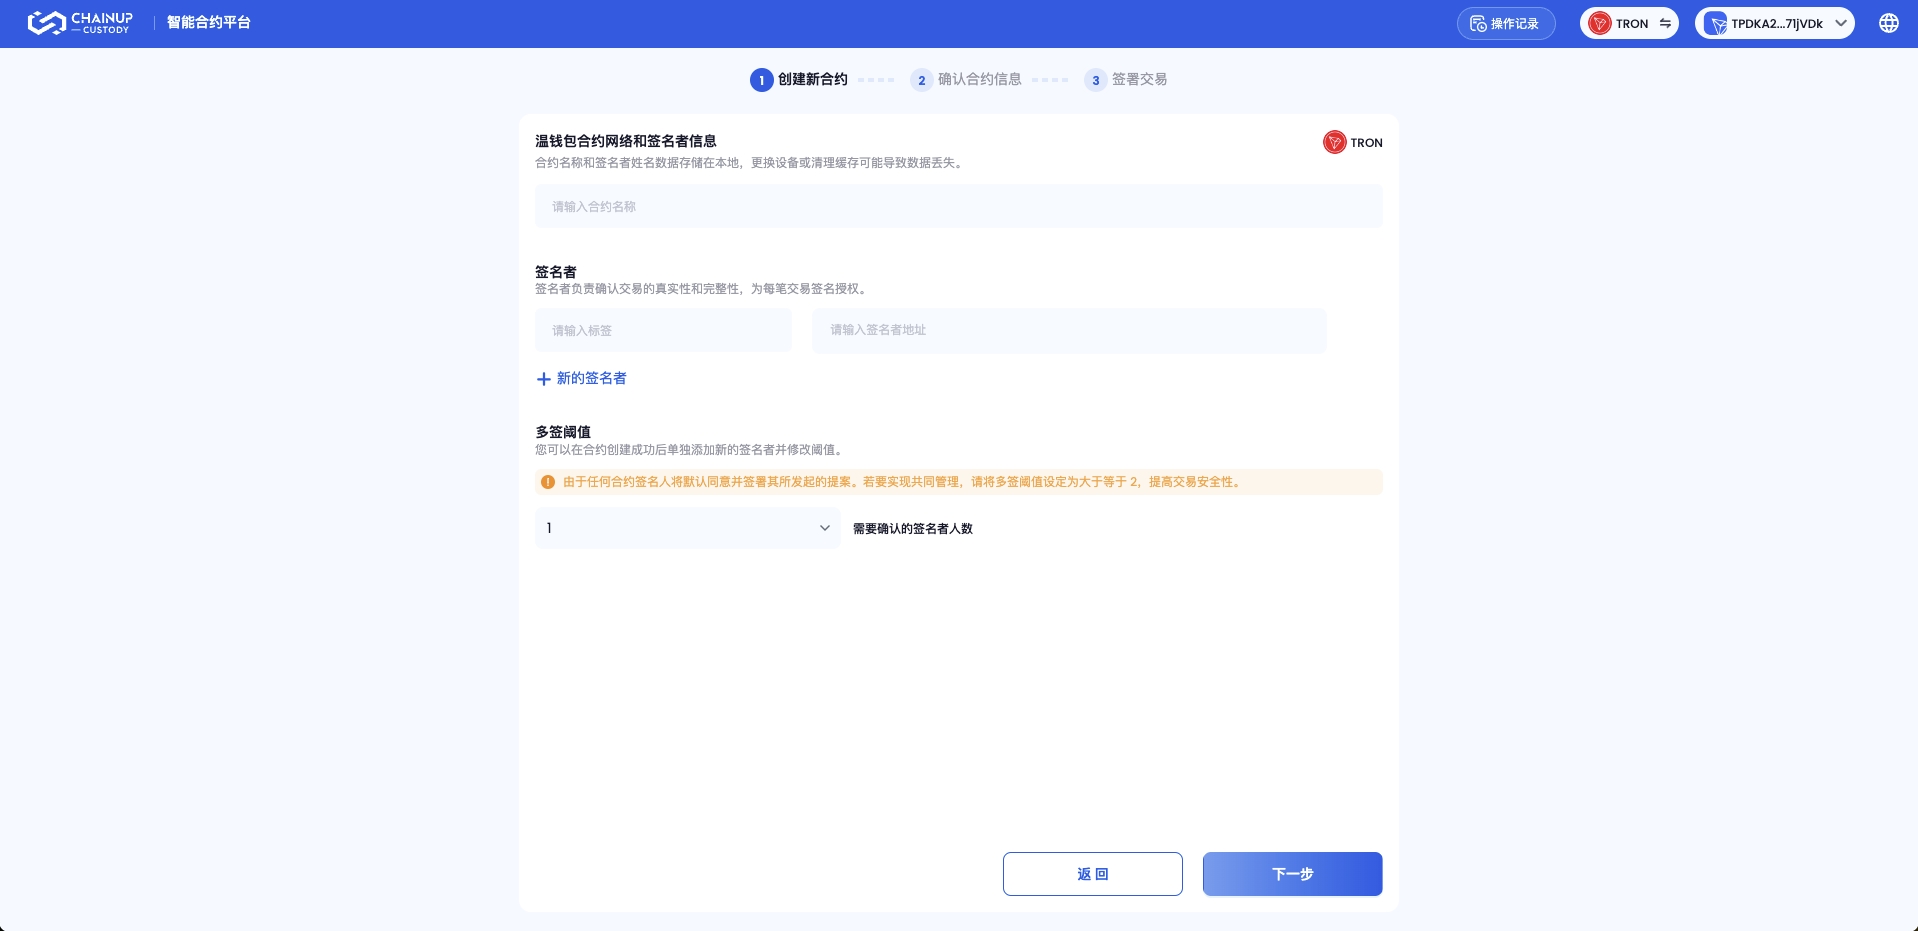 CHAINUP
CUSTODY
智能合约平台
操作记录
TRON
TPDKA2...71jVDk
1 创建新合约
2 确认合约信息
3 签署交易
温钱包合约网络和签名者信息
TRON
合约名称和签名者姓名数据存储在本地，更换设备或清理缓存可能导致数据丢失。
请输入合约名称
签名者
签名者负责确认交易的真实性和完整性，为每笔交易签名授权。
请输入标签
请输入签名者地址
+ 新的签名者
多签阈值
您可以在合约创建成功后单独添加新的签名者并修改阈值。
由于任何合约签名人将默认同意并签署其所发起的提案。若要实现共同管理，请将多签阈值设定为大于等于 2，提高交易安全性。
1
需要确认的签名者人数
返 回
下一步